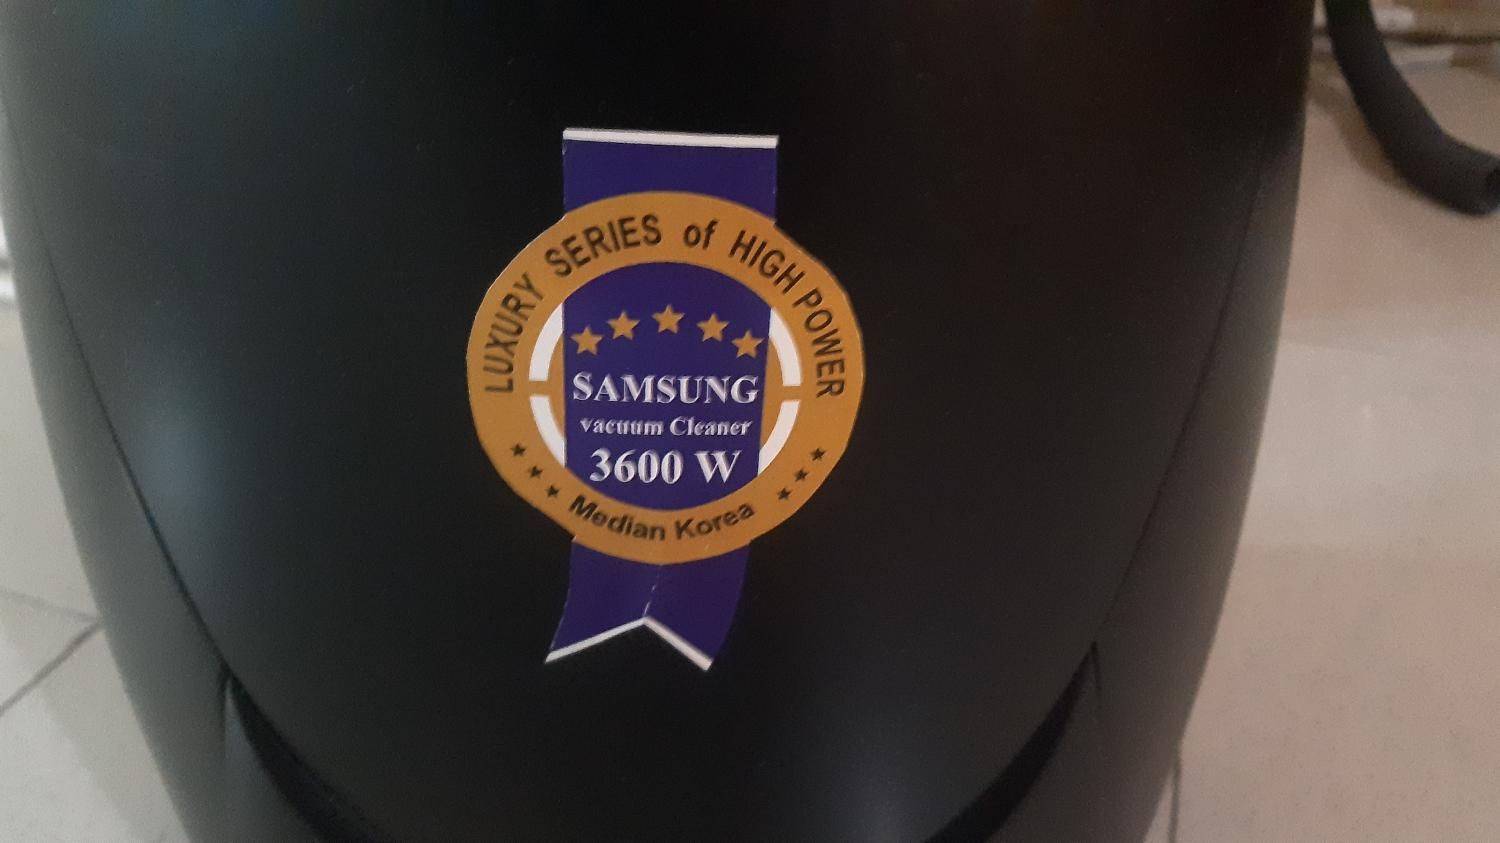 LUXURY SERIES of HIGH POWER
SAMSUNG
vacuum Cleaner
3600 W
Median Korea